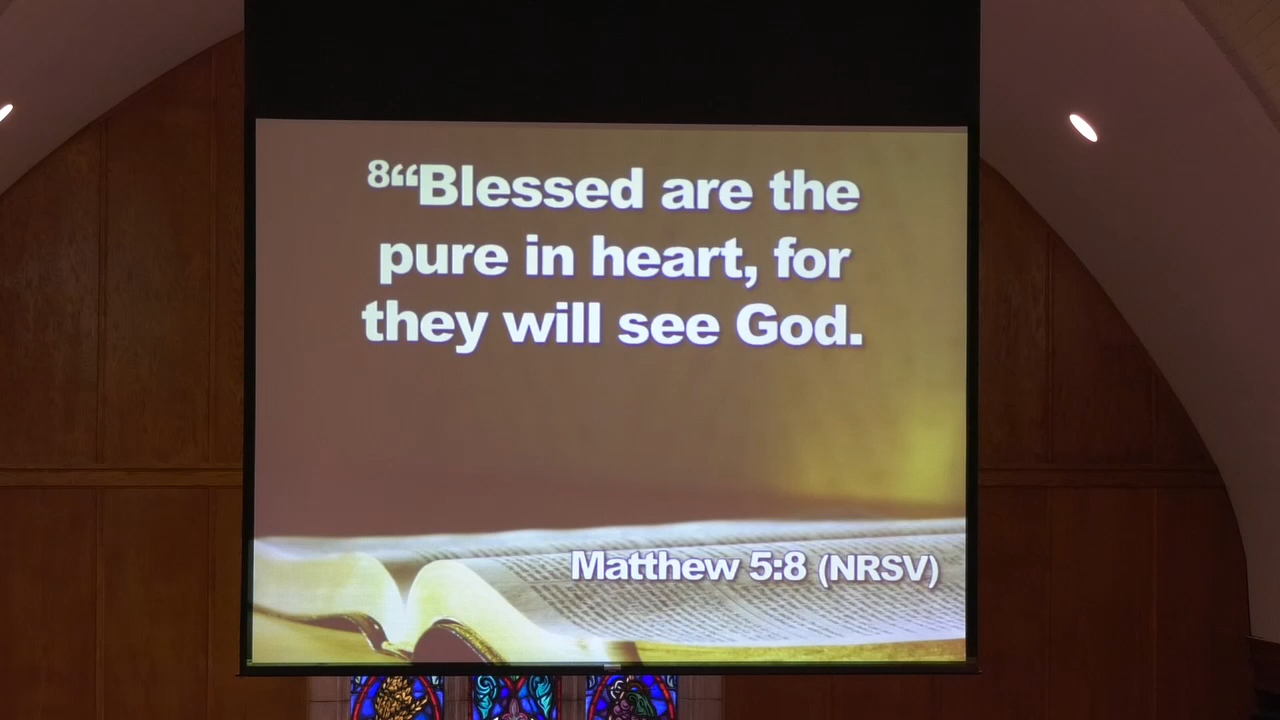 8“Blessed are the
pure in heart, for
they will see God.
Matthew 5:8 (NRSV)